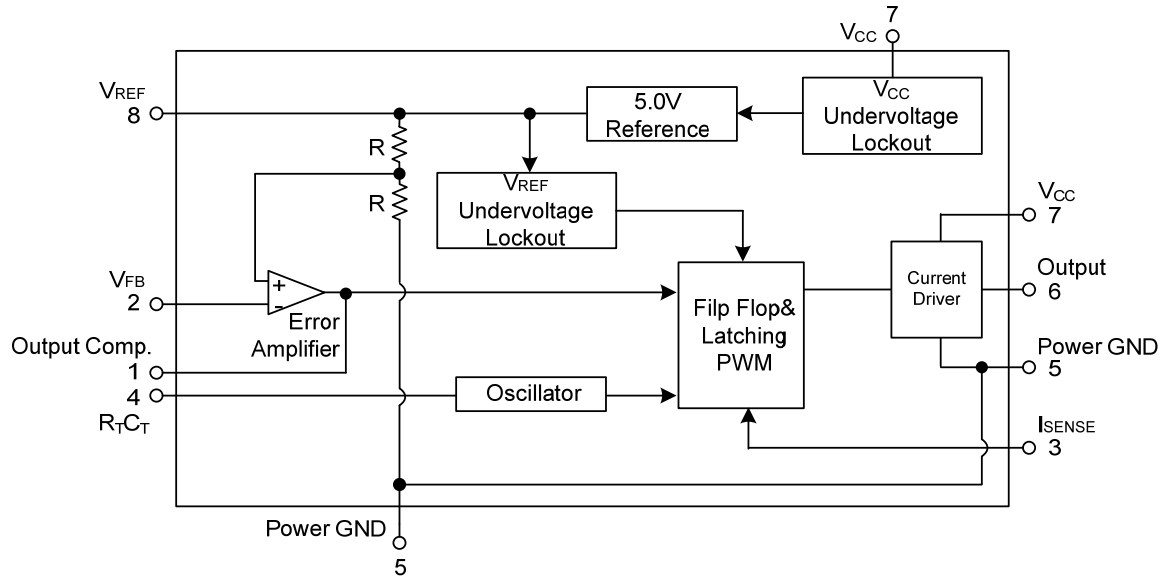 7
VCC
VREF
8
5.0V
Reference
VCC
Undervoltage
Lockout
R
R
VREF
Undervoltage
Lockout
VCC
7
VFB
2
+
-
Error
Amplifier
Filp Flop&
Latching
PWM
Current
Driver
Output
6
Output Comp.
1
Power GND
5
4
RTCT
Oscillator
ISENSE
3
Power GND
5